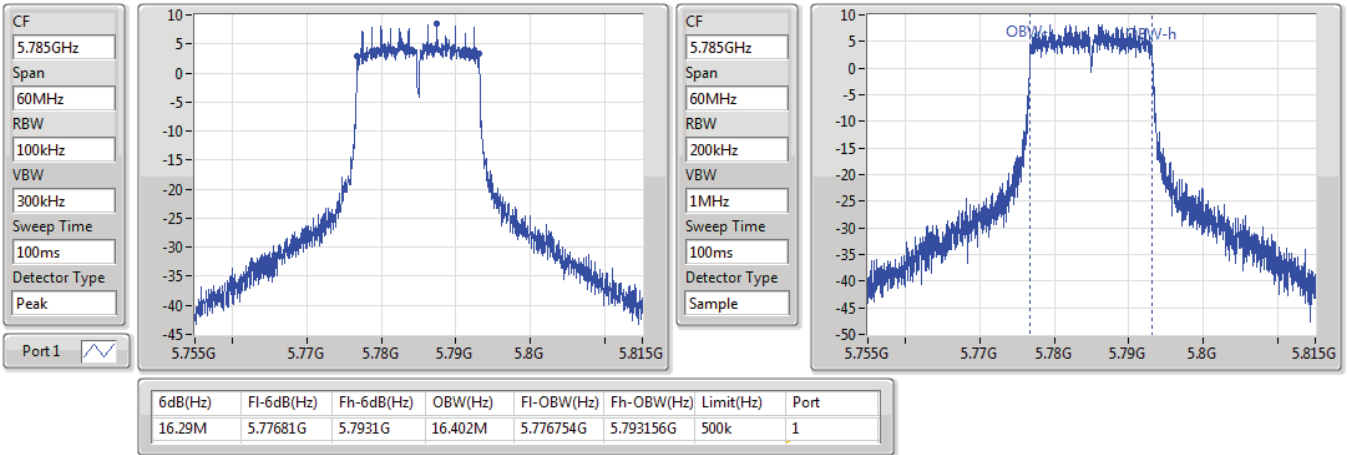 CF
5.785GHz
Span
60MHz
RBW
100kHz
VBW
300kHz
Sweep Time
100ms
Detector Type
Peak
Port 1
10
5
0
-5
-10
-15
-20
-25
-30
-35
-40
-45
5.755G 5.77G 5.78G 5.79G 5.8G 5.815G
CF
5.785GHz
Span
60MHz
RBW
200kHz
VBW
1MHz
Sweep Time
100ms
Detector Type
Sample
10
5
0
-5
-10
-15
-20
-25
-30
-35
-40
-45
-50
OBW-h
5.755G 5.77G 5.78G 5.79G 5.8G 5.815G
6dB(Hz) Fl-6dB(Hz) Fh-6dB(Hz) OBW(Hz) Fl-OBW(Hz) Fh-OBW(Hz) Limit(Hz) Port
16.29M 5.77681G 5.7931G 16.402M 5.776754G 5.793156G 500k 1